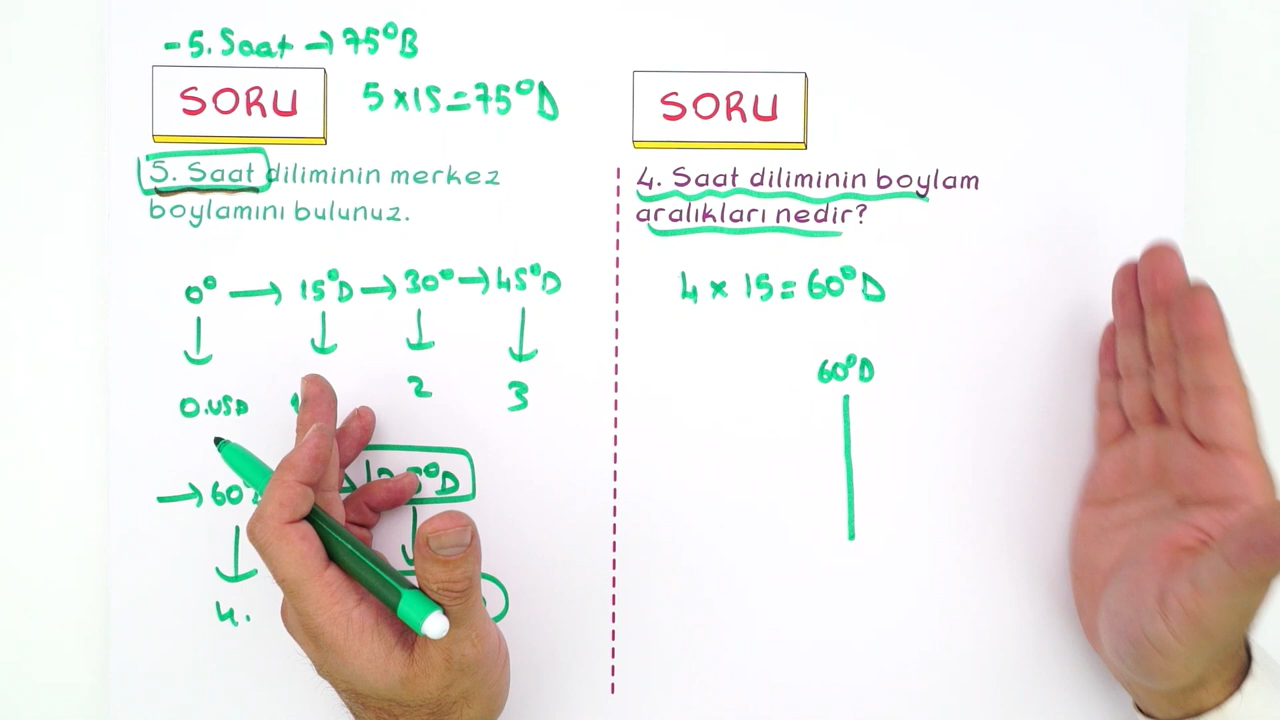 -5. Saat → 75°B
SORU
5 x 15 = 75°D
5. Saat diliminin merkez
boylamını bulunuz.
0° → 15°D → 30° → 45°D
0.USD
2
3
→ 60°
4.
SORU
4. Saat diliminin boylam
aralıkları nedir?
4 x 15 = 60°D
60°D